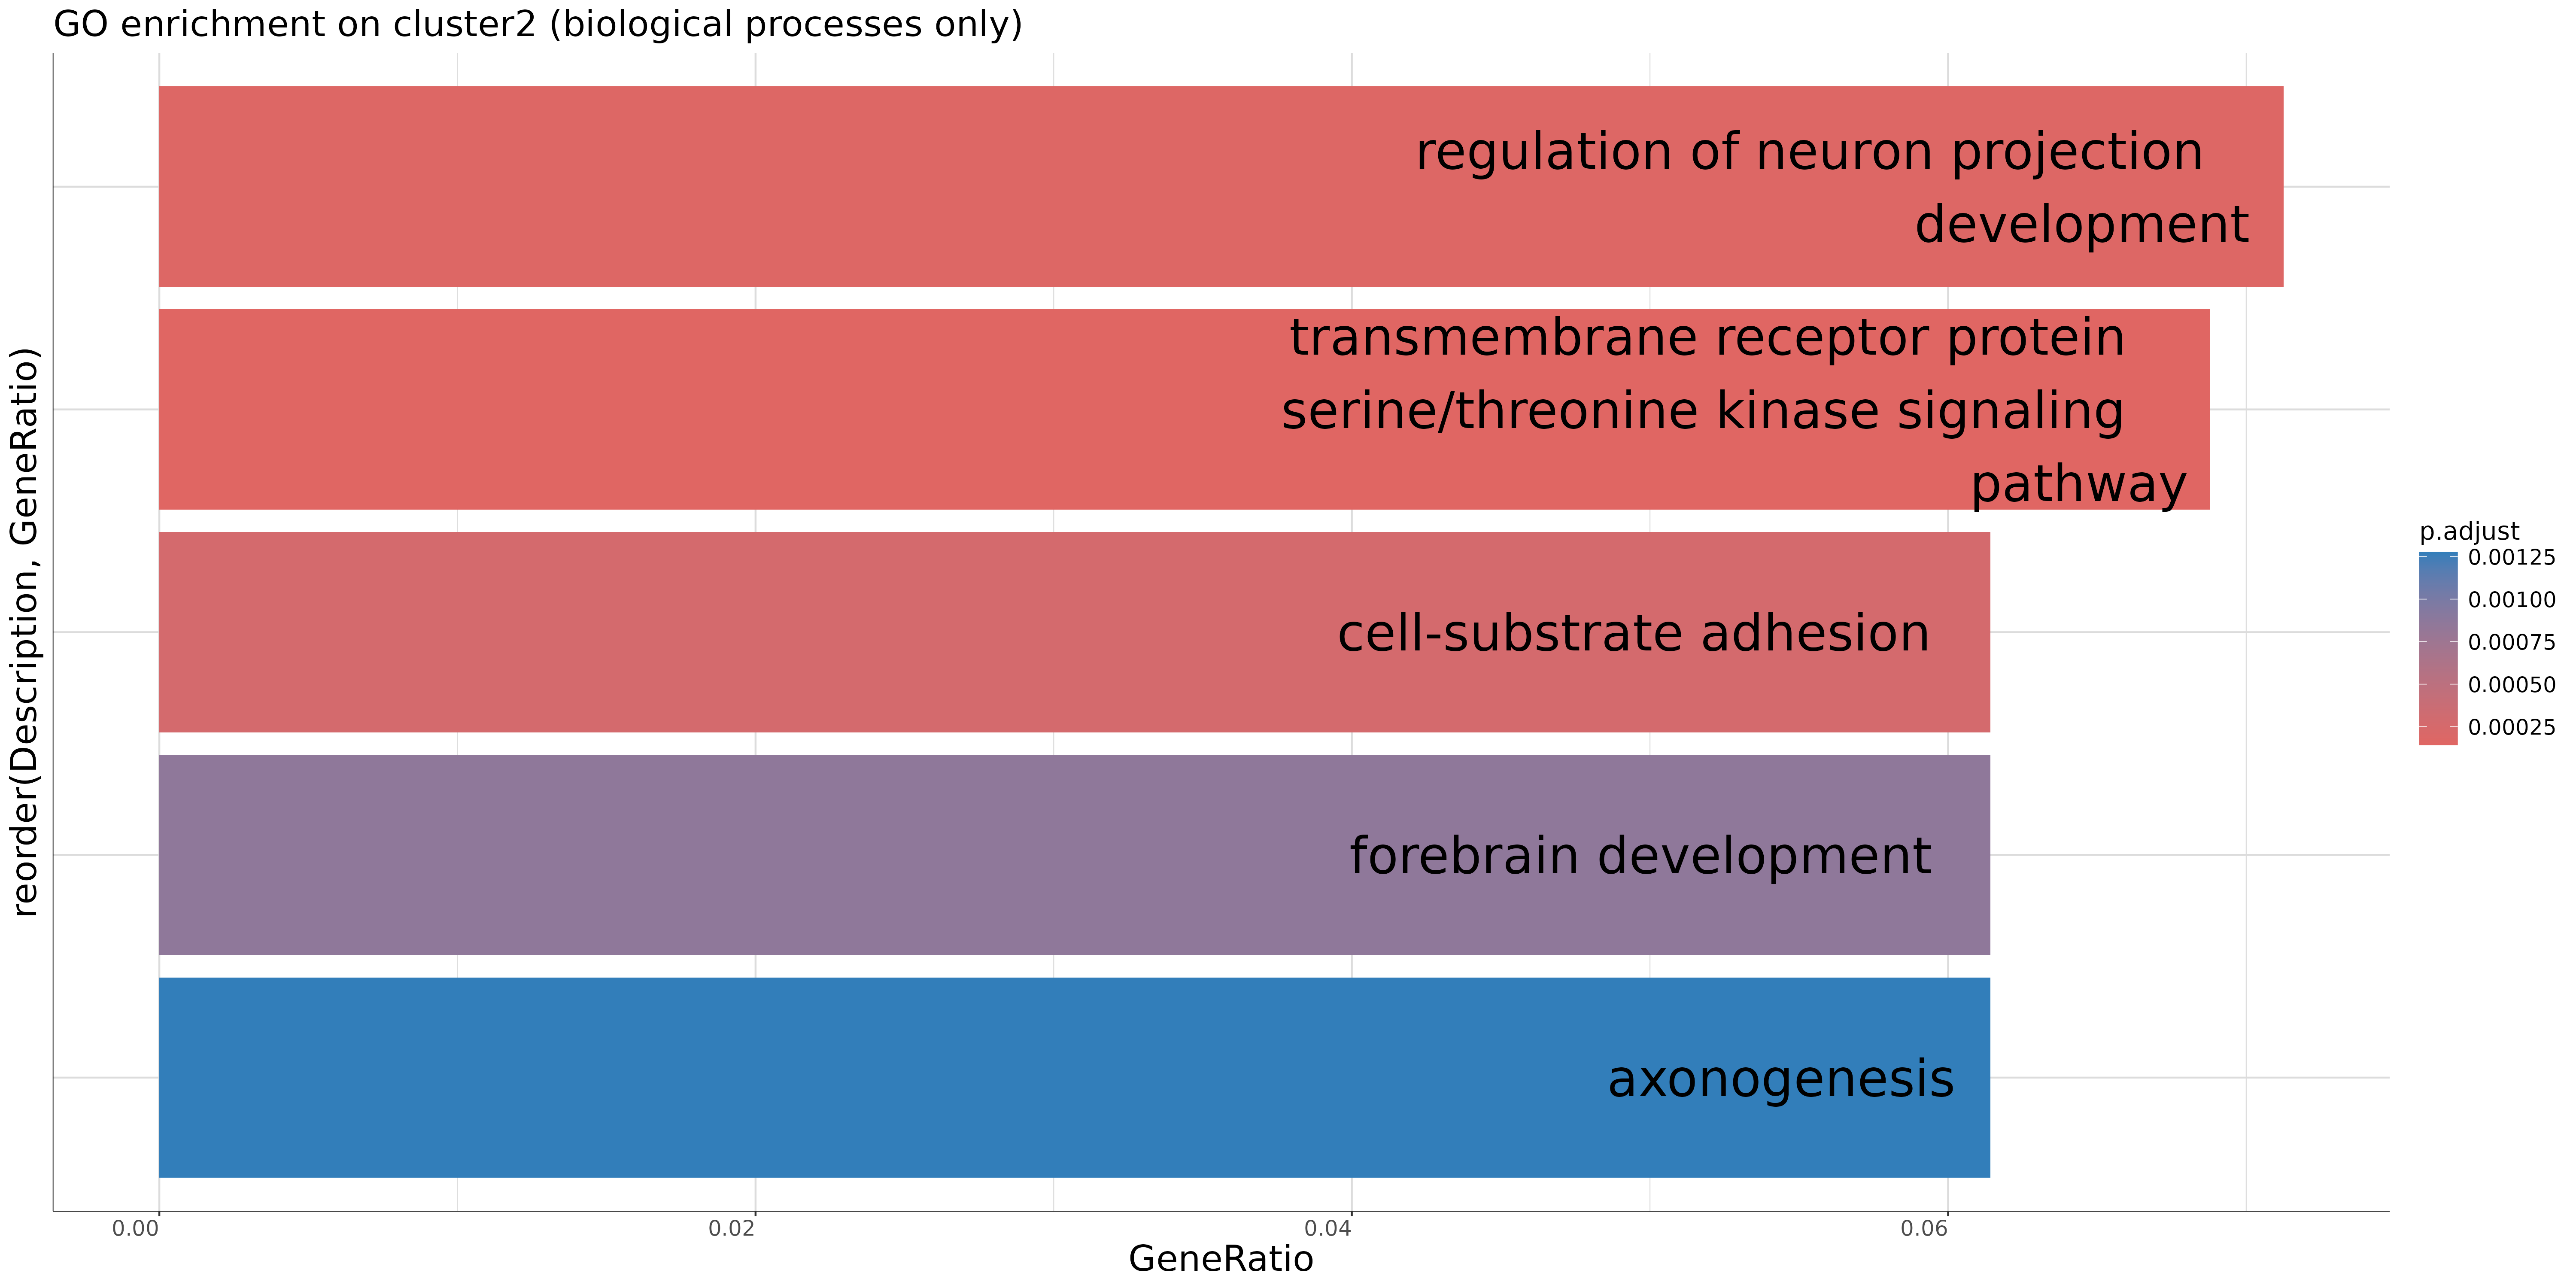 GO enrichment on cluster2 (biological processes only)
reorder(Description, GeneRatio)
regulation of neuron projection
development
transmembrane receptor protein
serine/threonine kinase signaling
pathway
cell-substrate adhesion
forebrain development
axonogenesis
0.00 0.02 0.04 0.06
GeneRatio
p.adjust
0.00125
0.00100
0.00075
0.00050
0.00025